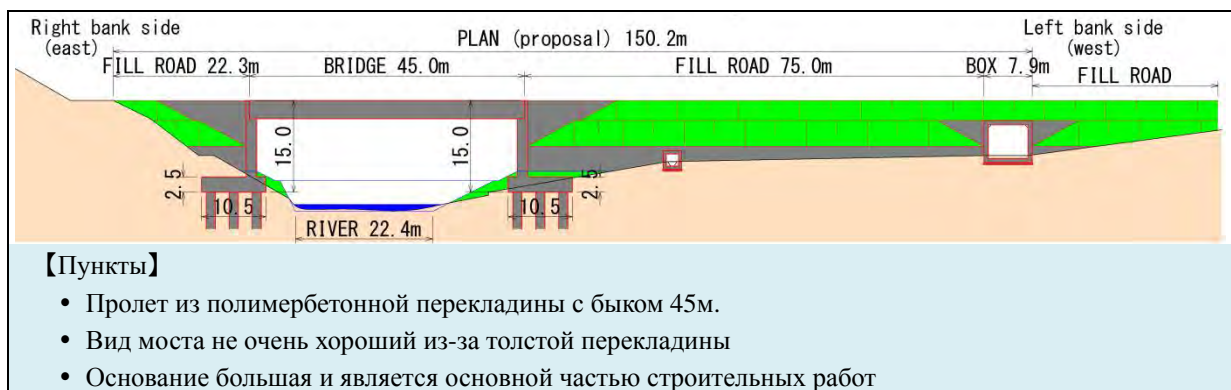 Right bank side
(east)
PLAN (proposal) 150.2m
Left bank side
(west)
FILL ROAD 22.3m
BRIDGE 45.0m
FILL ROAD 75.0m
BOX 7.9m
FILL ROAD
15.0
15.0
2.5
2.5
10.5
10.5
RIVER 22.4m
【Пункты】
• Пролет из полимербетонной перекладины с быком 45м.
• Вид моста не очень хороший из-за толстой перекладины
• Основание большая и является основной частью строительных работ